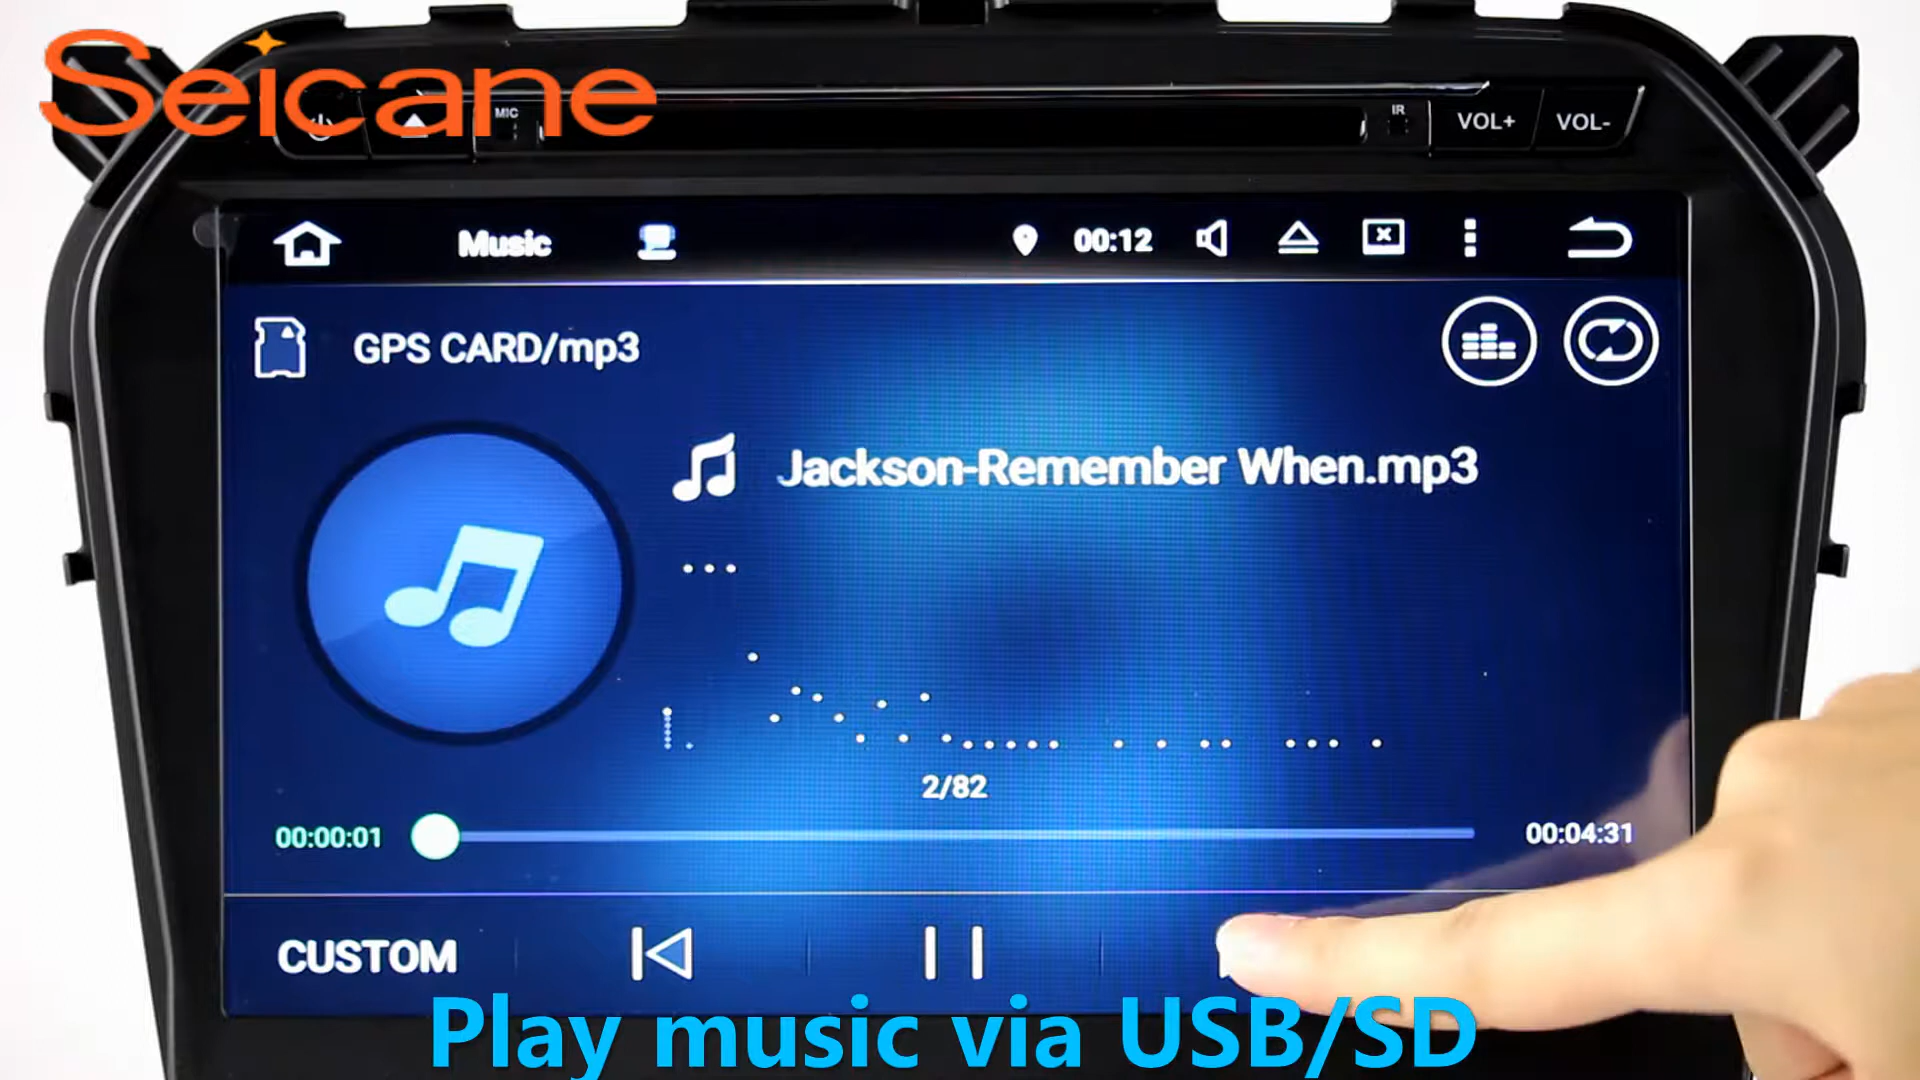 Seicane
MIC
IR
VOL+
VOL-
Music
00:12
GPS CARD/mp3
Jackson-Remember When.mp3
2/82
00:00:01
00:04:31
CUSTOM
Play music via USB/SD